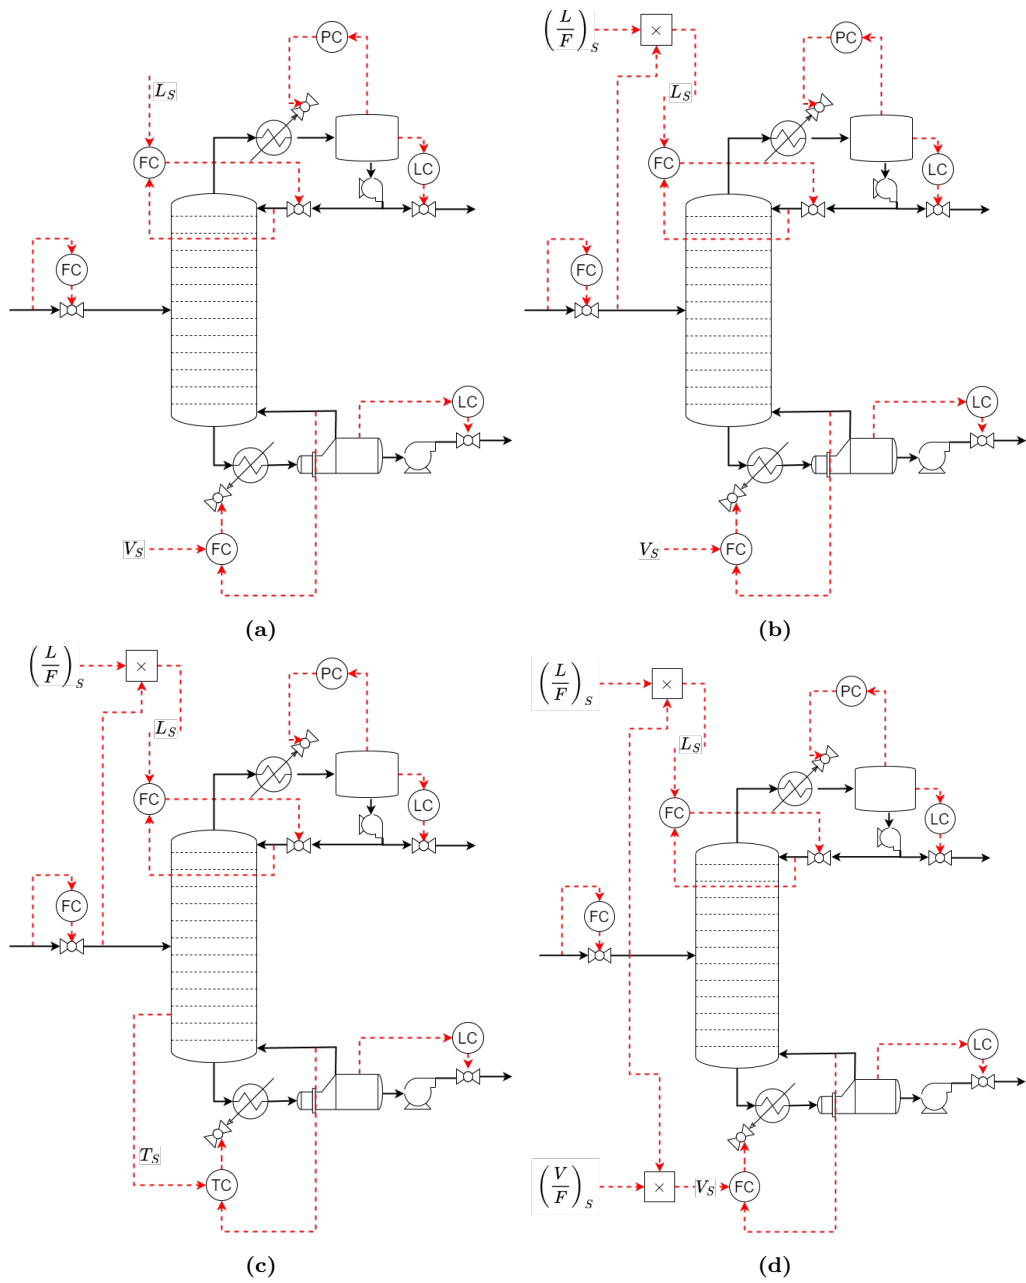 PC
L_S
FC
LC
FC
LC
V_S FC
(a)
(L/F)_S ×
PC
L_S
FC
LC
FC
LC
V_S FC
(b)
(L/F)_S ×
PC
L_S
FC
LC
FC
LC
T_S
TC
(c)
(L/F)_S ×
PC
L_S
FC
LC
FC
LC
(V/F)_S × V_S FC
(d)